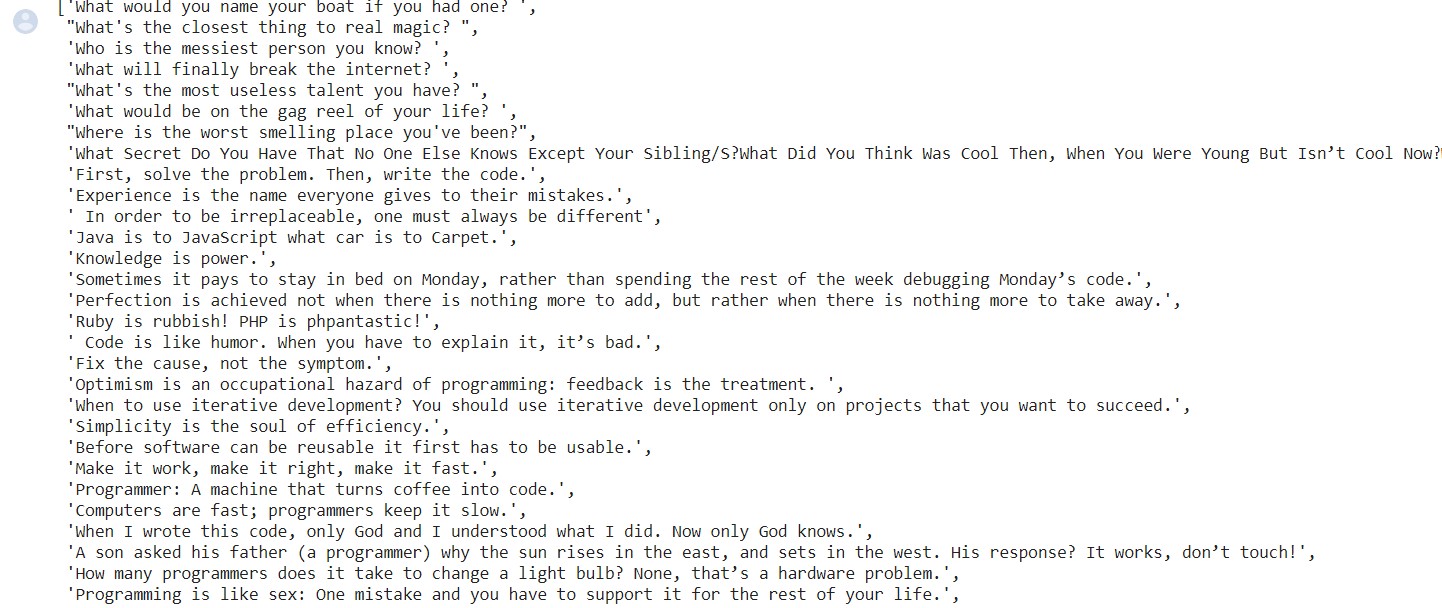 ['What would you name your boat if you had one? ',
"What's the closest thing to real magic? ",
'Who is the messiest person you know? ',
'What will finally break the internet? ',
"What's the most useless talent you have? ",
'What would be on the gag reel of your life? ',
"Where is the worst smelling place you've been?",
'What Secret Do You Have That No One Else Knows Except Your Sibling/S?What Did You Think Was Cool Then, When You Were Young But Isn’t Cool Now?'
'First, solve the problem. Then, write the code.',
'Experience is the name everyone gives to their mistakes.',
' In order to be irreplaceable, one must always be different',
'Java is to JavaScript what car is to Carpet.',
'Knowledge is power.',
'Sometimes it pays to stay in bed on Monday, rather than spending the rest of the week debugging Monday’s code.',
'Perfection is achieved not when there is nothing more to add, but rather when there is nothing more to take away.',
'Ruby is rubbish! PHP is phpantastic!',
' Code is like humor. When you have to explain it, it’s bad.',
'Fix the cause, not the symptom.',
'Optimism is an occupational hazard of programming: feedback is the treatment. ',
'When to use iterative development? You should use iterative development only on projects that you want to succeed.',
'Simplicity is the soul of efficiency.',
'Before software can be reusable it first has to be usable.',
'Make it work, make it right, make it fast.',
'Programmer: A machine that turns coffee into code.',
'Computers are fast; programmers keep it slow.',
'When I wrote this code, only God and I understood what I did. Now only God knows.',
'A son asked his father (a programmer) why the sun rises in the east, and sets in the west. His response? It works, don’t touch!',
'How many programmers does it take to change a light bulb? None, that’s a hardware problem.',
'Programming is like sex: One mistake and you have to support it for the rest of your life.',